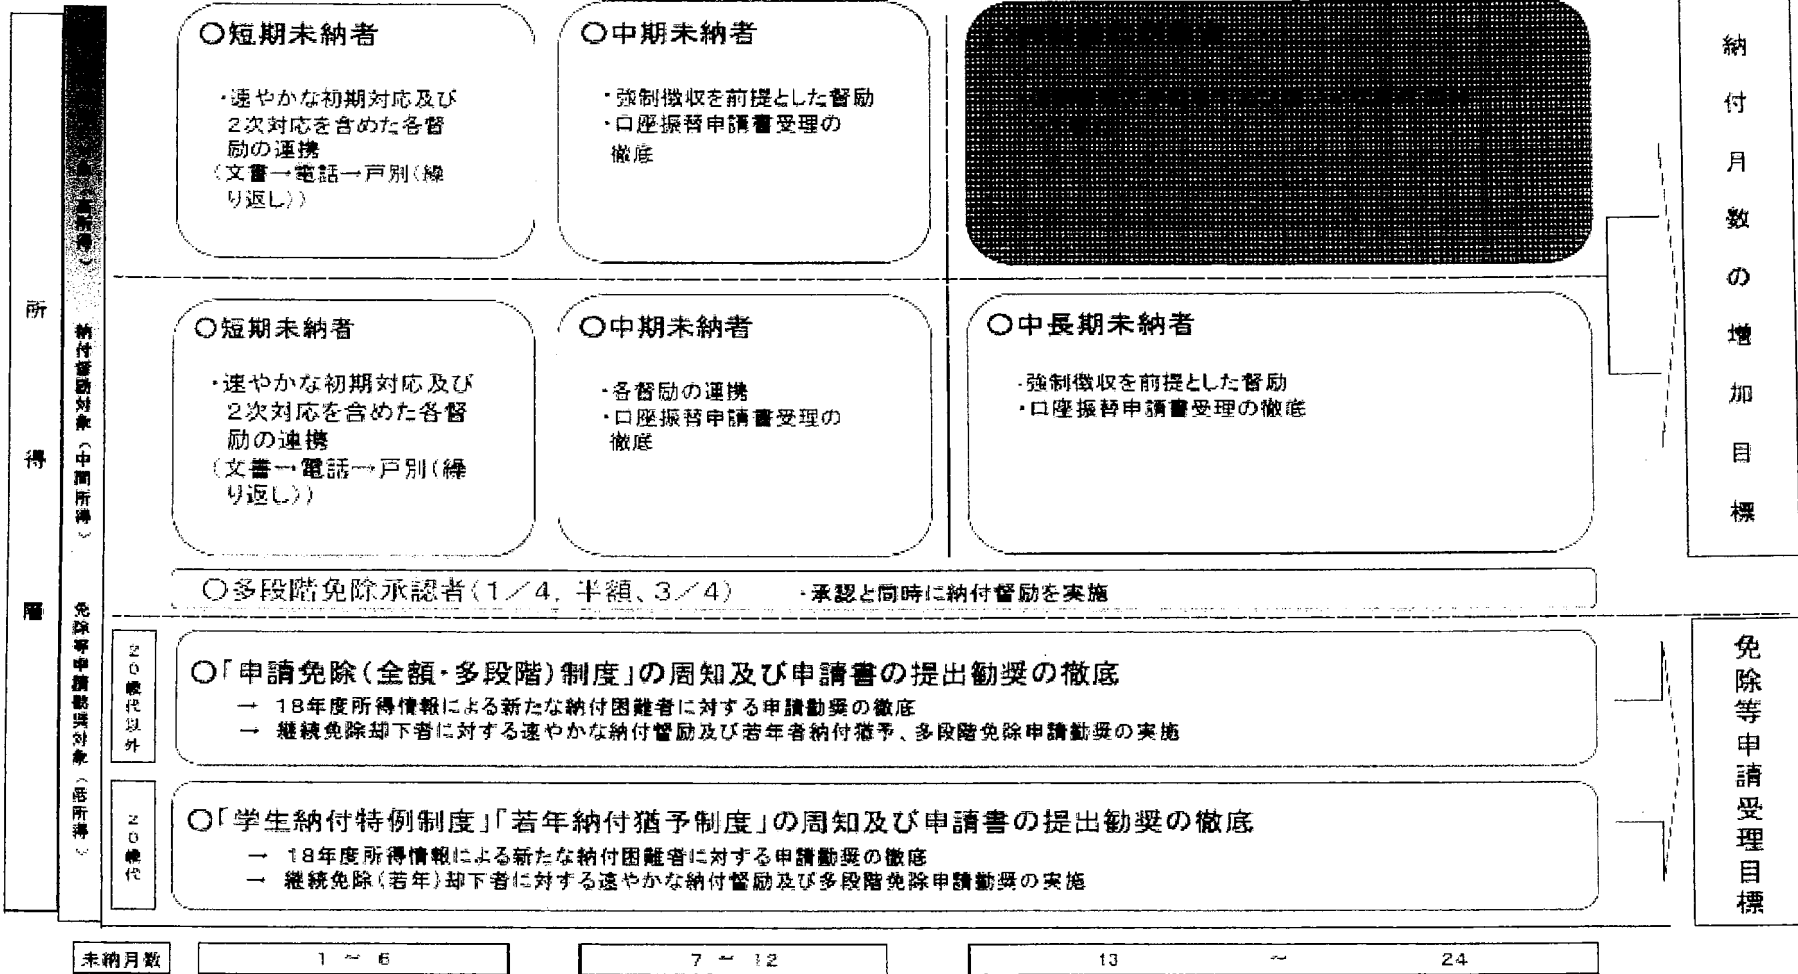 ○短期未納者
・速やかな初期対応及び
2次対応を含めた各督
励の連携
(文書→電話→戸別(繰
り返し))
○中期未納者
・強制徴収を前提とした督励
・口座振替申請書受理の
徹底
納付月数の増加目標
所得層
納付督励対象(中間所得)
免除等申請勧奨対象(低所得)
○短期未納者
・速やかな初期対応及び
2次対応を含めた各督
励の連携
(文書→電話→戸別(繰
り返し))
○中期未納者
・各督励の連携
・口座振替申請書受理の
徹底
○中長期未納者
・強制徴収を前提とした督励
・口座振替申請書受理の徹底
○多段階免除承認者(1/4、半額、3/4) ・承認と同時に納付督励を実施
20歳代以外
○「申請免除(全額・多段階)制度」の周知及び申請書の提出勧奨の徹底
→ 18年度所得情報による新たな納付困難者に対する申請勧奨の徹底
→ 継続免除却下者に対する速やかな納付督励及び若年者納付猶予、多段階免除申請勧奨の実施
20歳代
○「学生納付特例制度」「若年納付猶予制度」の周知及び申請書の提出勧奨の徹底
→ 18年度所得情報による新たな納付困難者に対する申請勧奨の徹底
→ 継続免除(若年)却下者に対する速やかな納付督励及び多段階免除申請勧奨の実施
免除等申請受理目標
未納月数 1 ~ 6 7 ~ 12 13 ~ 24